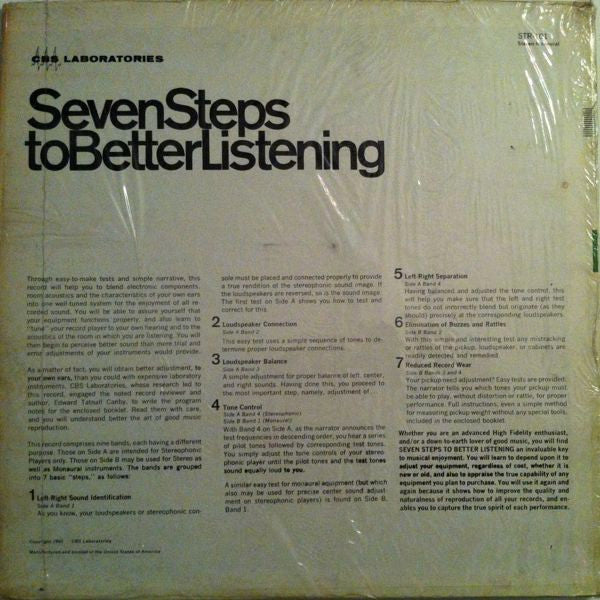 CBS LABORATORIES
STR 101
Stereophonic/Monaural
SevenSteps
toBetterListening
Through easy-to-make tests and simple narrative, this
record will help you to blend electronic components,
room acoustics and the characteristics of your own ears
into one well-tuned system for the enjoyment of all re-
corded sound. You will be able to assure yourself that
your equipment functions properly, and also learn to
"tune" your record player to your own hearing and to the
acoustics of the room in which you are listening. You will
then begin to perceive better sound than mere trial and
error adjustments of your instruments would provide.
As a matter of fact, you will obtain better adjustment, to
your own ears, than you could with expensive laboratory
instruments. CBS Laboratories, whose research led to
this record, engaged the noted record reviewer and
author, Edward Tatnall Canby, to write the program
notes for the enclosed booklet. Read them with care,
and you will understand better the art of good music
reproduction.
This record comprises nine bands, each having a different
purpose. Those on Side A are intended for Stereophonic
Players only. Those on Side B may be used for Stereo as
well as Monaural instruments. The bands are grouped
into 7 basic "steps," as follows:
1 Left-Right Sound Identification
Side A Band 1
As you know, your loudspeakers or stereophonic con-
sole must be placed and connected properly to provide
a true rendition of the stereophonic sound image. If
the loudspeakers are reversed, so is the sound image.
The first test on Side A shows you how to test and
correct for this.
2 Loudspeaker Connection
Side A Band 2
This easy test uses a simple sequence of tones to de-
termine proper loudspeaker connections.
3 Loudspeaker Balance
Side A Band 3
A simple adjustment for proper balance of left, center,
and right sounds. Having done this, you proceed to
the most important step, namely, adjustment of...
4 Tone Control
Side A Band 4 (Stereophonic)
Side B Band 1 (Monaural)
With Band 4 on Side A, as the narrator announces the
test frequencies in descending order, you hear a series
of pilot tones followed by corresponding test tones.
You simply adjust the tone controls of your stereo-
phonic player until the pilot tones and the test tones
sound equally loud to you.
A similar easy test for monaural equipment (but which
also may be used for precise center sound adjust-
ment on stereophonic players) is found on Side B,
Band 1.
5 Left-Right Separation
Side A Band
Having balanced and adjusted the tone control, this
will help you make sure that the left and right test
tones do not incorrectly blend but originate (as they
should) precisely at the corresponding loudspeakers.
6 Elimination of Buzzes and Rattles
Side B Band 2
With this simple and interesting test any mistracking
or rattles of the pickup, loudspeaker, or cabinets are
readily detected and remedied.
7 Reduced Record Wear
Side B Bands 3 and 4
Your pickup need adjustment? Easy tests are provided.
The narrator tells you which tones your pickup must
be able to play, without distortion or rattle, for proper
performance. Full instructions, even a simple method
for measuring pickup weight without any special tools,
included in the enclosed booklet.
Whether you are an advanced High Fidelity enthusiast,
and/or a down-to-earth lover of good music, you will find
SEVEN STEPS TO BETTER LISTENING an invaluable key
to musical enjoyment. You will learn to depend upon it to
adjust your equipment, regardless of cost, whether it is
new or old, and also to appraise the true capability of any
equipment you plan to purchase. You will use it again and
again because it shows how to improve the quality and
naturalness of reproduction of all your records, and en-
ables you to capture the true spirit of each performance.
Copyright CBS Laboratories
Manufactured and printed in the United States of America